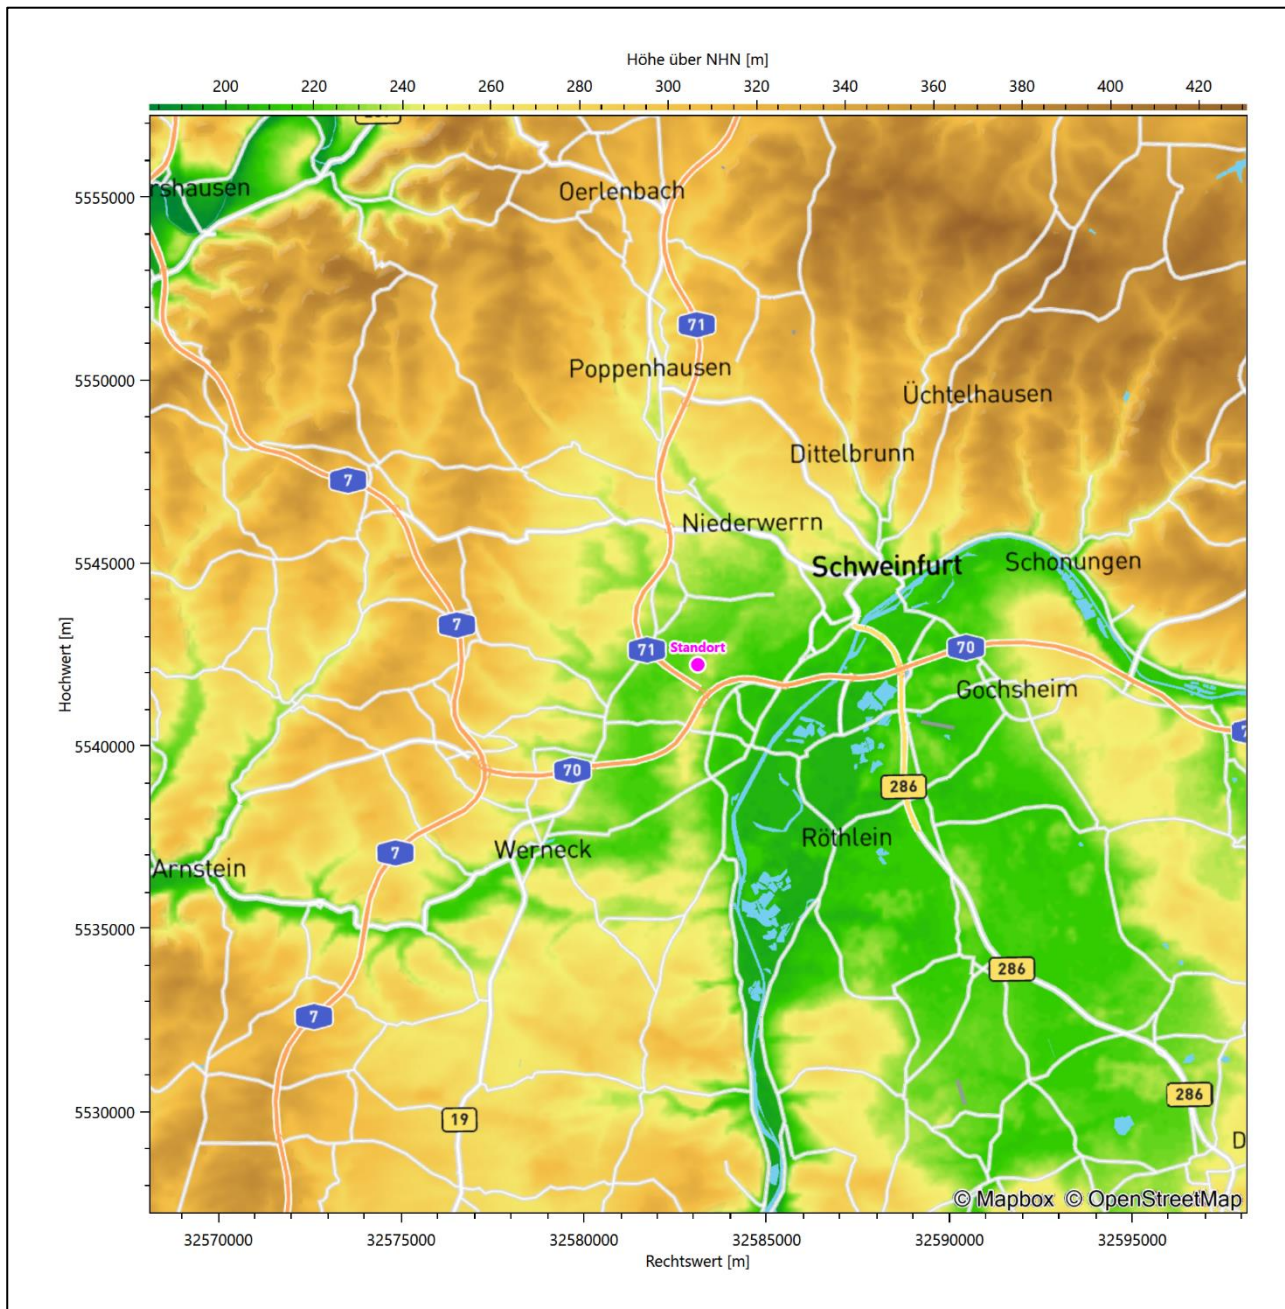 Höhe über NHN [m]
200 220 240 260 280 300 320 340 360 380 400 420
5555000
rshausen
Oerlenbach
71
Poppenhausen
5550000
Üchtelhausen
Dittelbrunn
7
Niederwerrn
5545000
Schweinfurt
Schonungen
7
71
Standort
70
Gochsheim
Hochwert [m]
5540000
7
70
286
Röthlein
Werneck
7
Arnstein
5535000
286
7
5530000
19
286
D
© Mapbox © OpenStreetMap
32570000 32575000 32580000 32585000 32590000 32595000
Rechtswert [m]